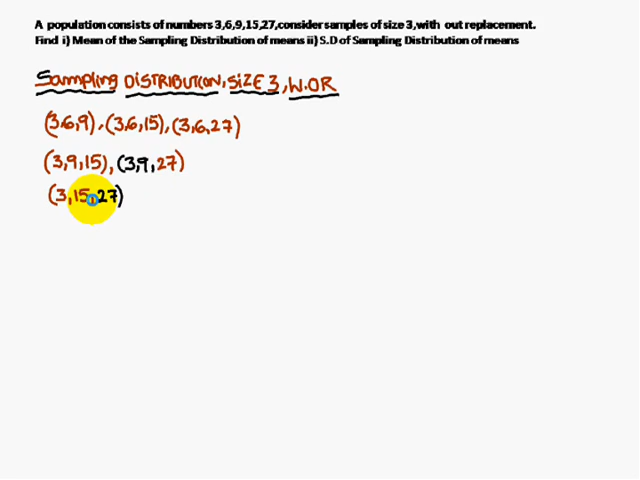 A population consists of numbers 3,6,9,15,27,consider samples of size 3,with out replacement.
Find i) Mean of the Sampling Distribution of means ii) S.D of Sampling Distribution of means
Sampling DISTRIBUTION, SIZE 3, W.OR
(3,6,9), (3,6,15), (3,6,27)
(3,9,15), (3,9,27)
(3,15,27)